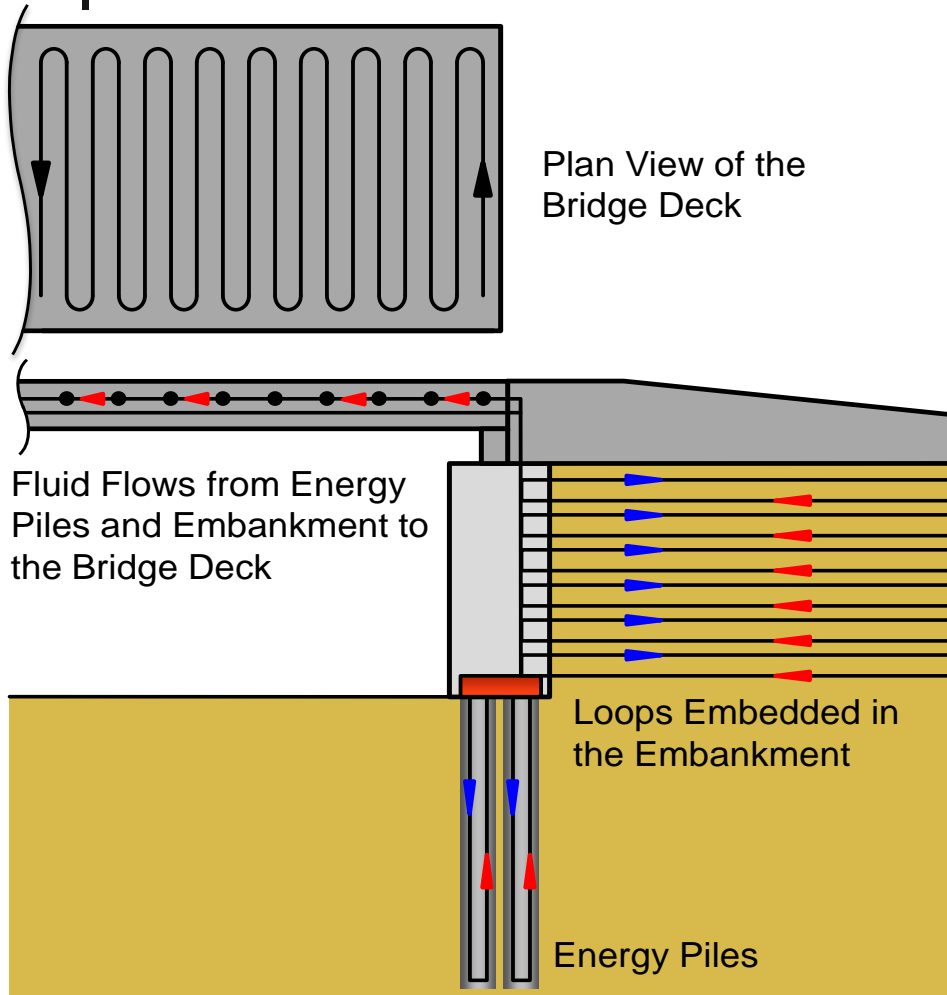 Plan View of the
Bridge Deck
Fluid Flows from Energy
Piles and Embankment to
the Bridge Deck
Loops Embedded in
the Embankment
Energy Piles